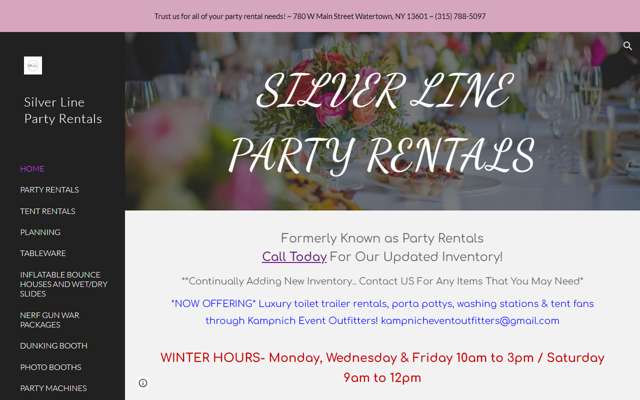 Trust us for all of your party rental needs! ~ 780 W Main Street Watertown, NY 13601 ~ (315) 788-5097
Silver Line
Party Rentals
HOME
PARTY RENTALS
TENT RENTALS
PLANNING
TABLEWARE
INFLATABLE BOUNCE
HOUSES AND WET/DRY
SLIDES
NERF GUN WAR
PACKAGES
DUNKING BOOTH
PHOTO BOOTHS
PARTY MACHINES
SILVER LINE
PARTY RENTALS
Formerly Known as Party Rentals
Call Today For Our Updated Inventory!
**Continually Adding New Inventory... Contact US For Any Items That You May Need*
*NOW OFFERING* Luxury toilet trailer rentals, porta pottys, washing stations & tent fans
through Kampnich Event Outfitters! kampnicheventoutfitters@gmail.com
WINTER HOURS- Monday, Wednesday & Friday 10am to 3pm / Saturday
9am to 12pm